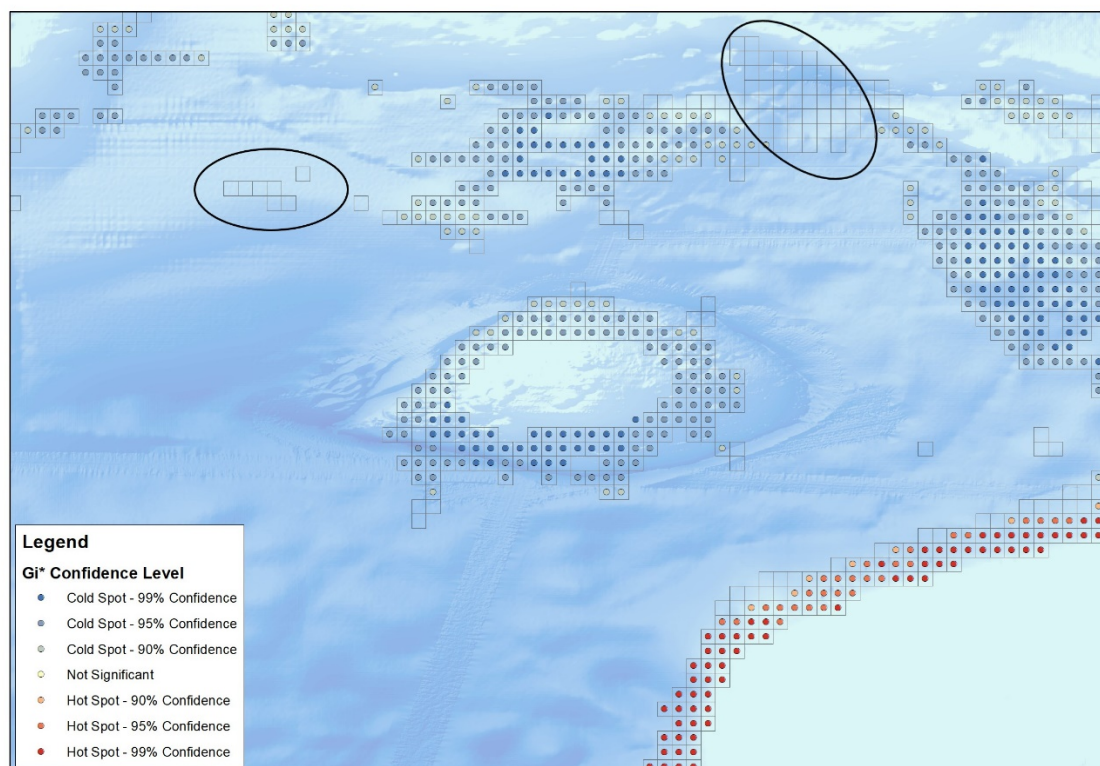 Legend
Gi* Confidence Level
Cold Spot - 99% Confidence
Cold Spot - 95% Confidence
Cold Spot - 90% Confidence
Not Significant
Hot Spot - 90% Confidence
Hot Spot - 95% Confidence
Hot Spot - 99% Confidence